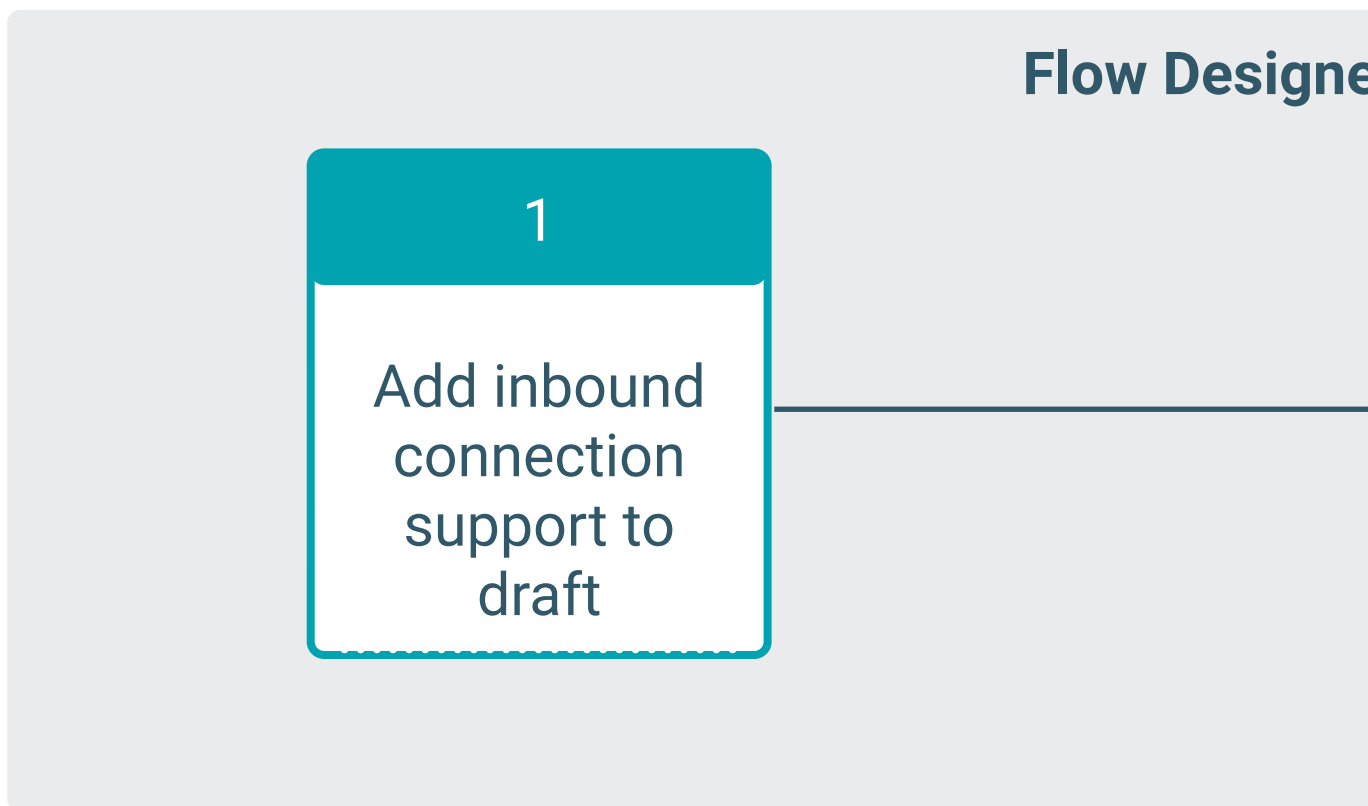 Flow Designe
1
Add inbound
connection
support to
draft